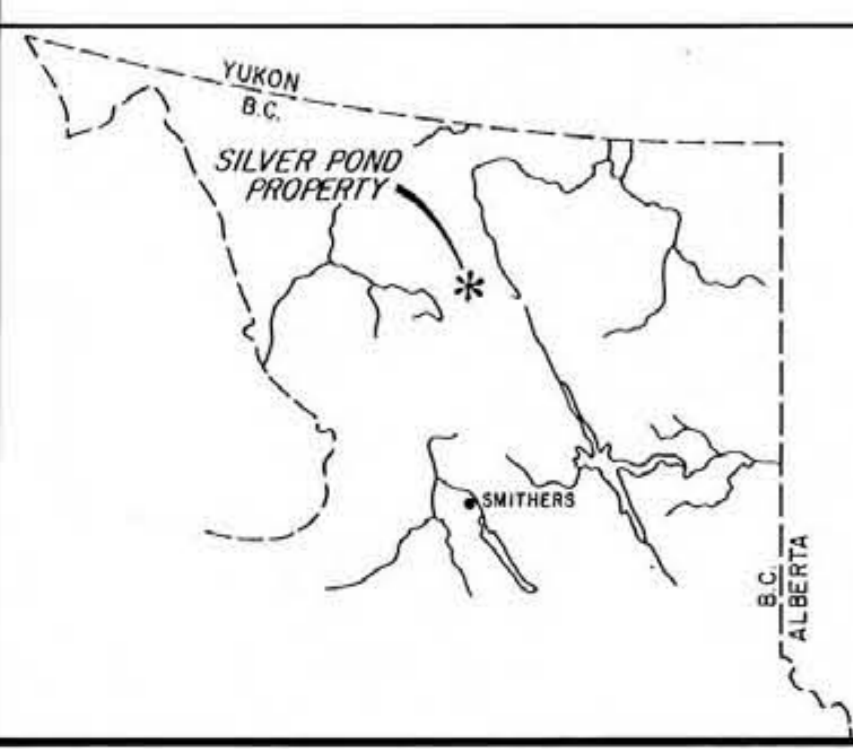 YUKON
B.C.
SILVER POND
PROPERTY
SMITHERS
B.C.
ALBERTA